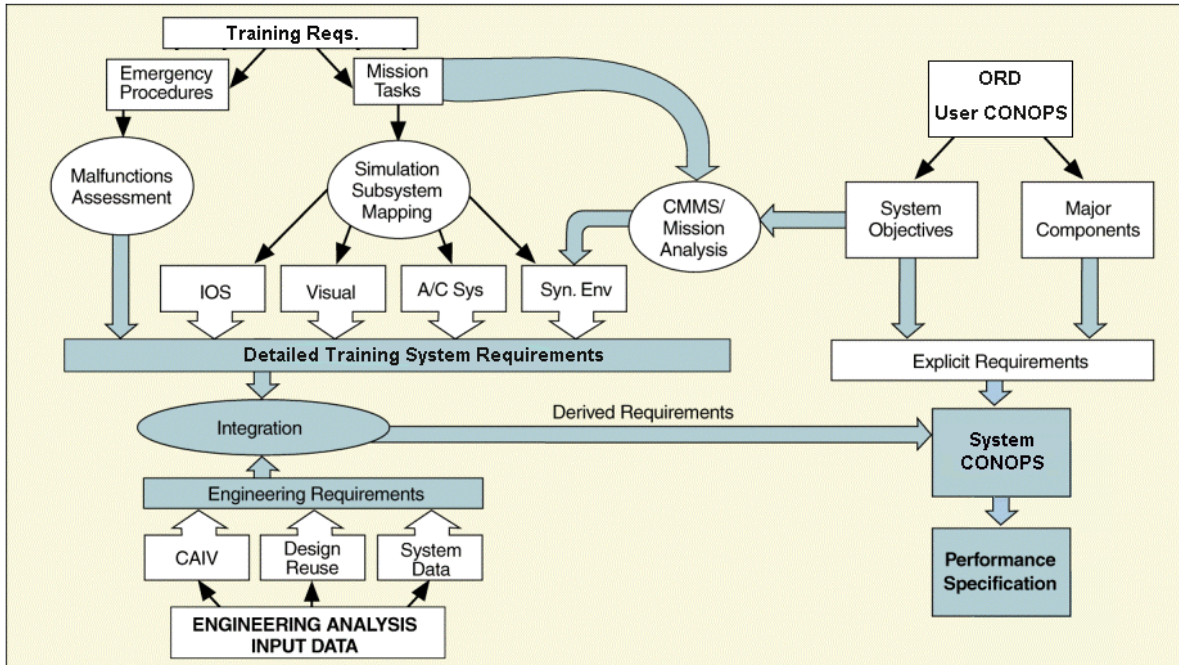 Training Reqs.
Emergency
Procedures
Mission
Tasks
ORD
User CONOPS
Malfunctions
Assessment
Simulation
Subsystem
Mapping
CMMS/
Mission
Analysis
System
Objectives
Major
Components
IOS
Visual
A/C Sys
Syn. Env
Detailed Training System Requirements
Explicit Requirements
Integration
Derived Requirements
System
CONOPS
Engineering Requirements
CAIV
Design
Reuse
System
Data
Performance
Specification
ENGINEERING ANALYSIS
INPUT DATA